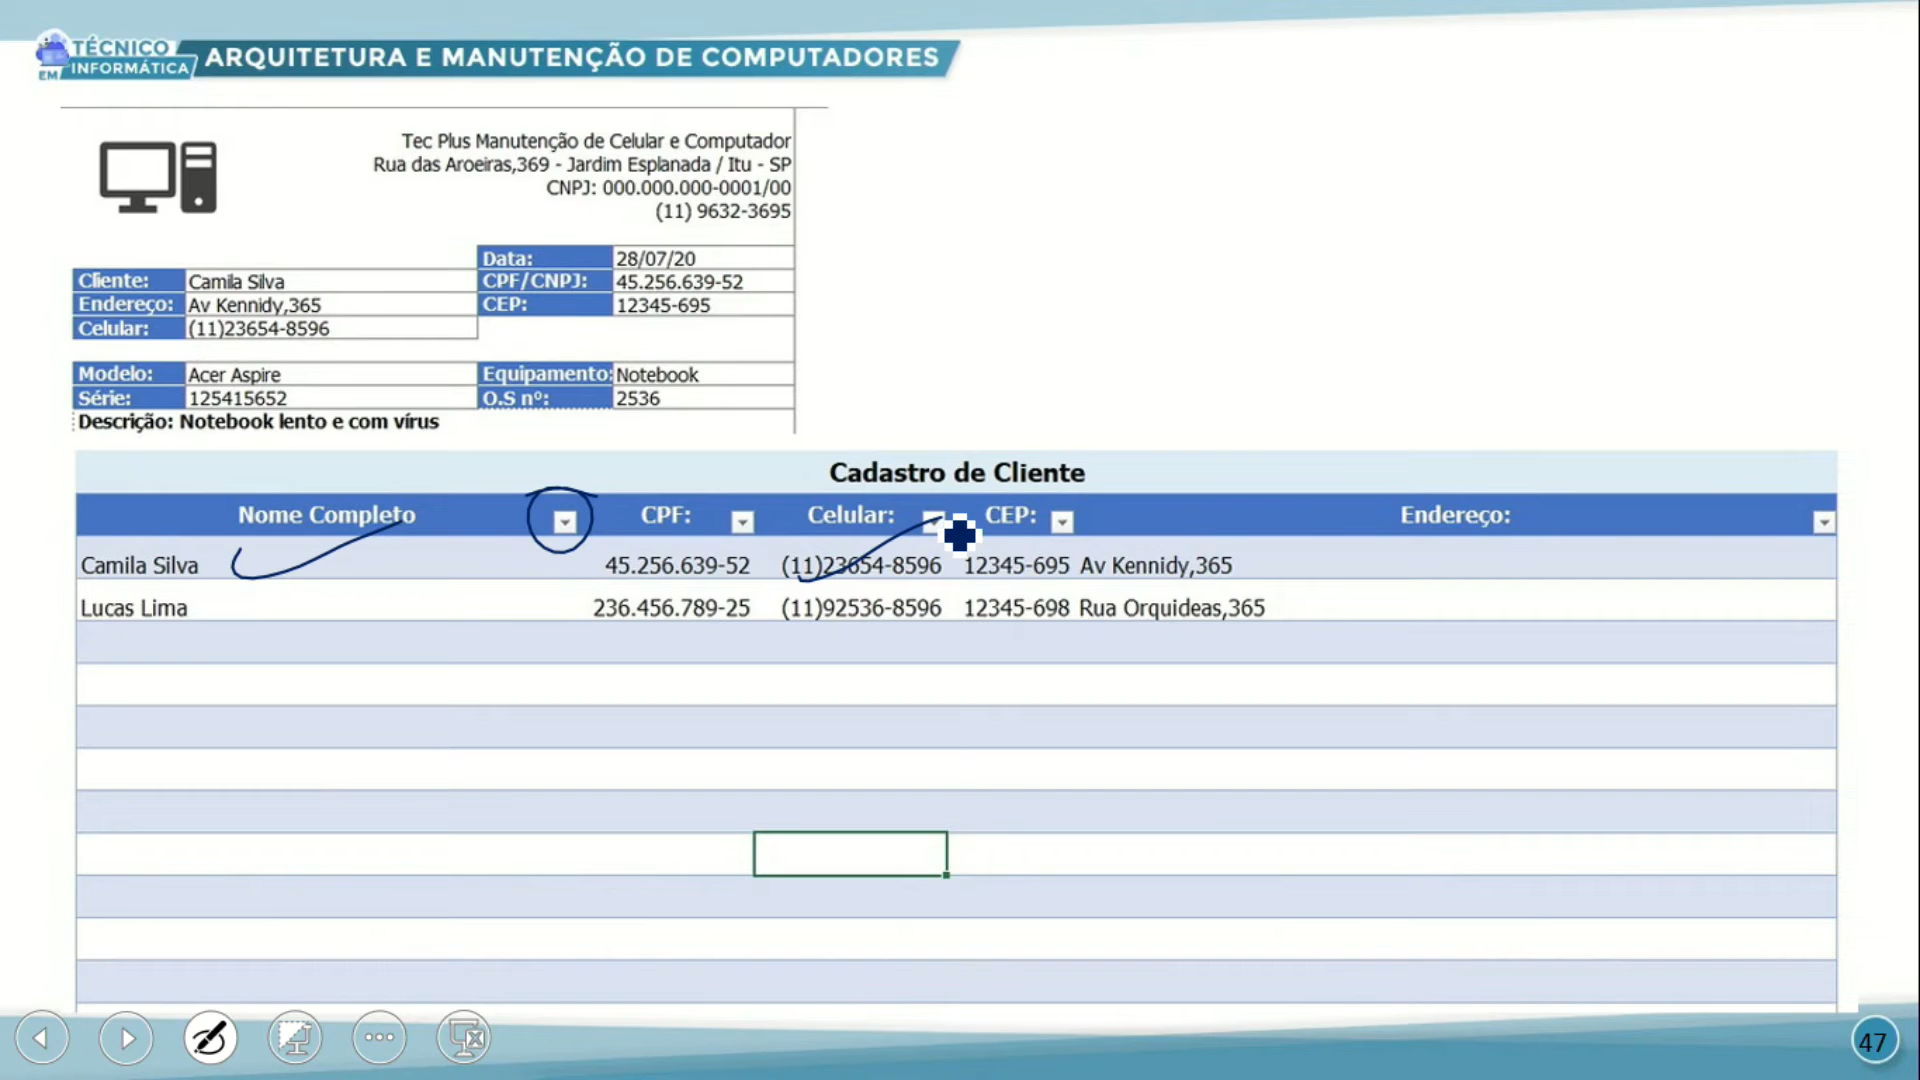 TÉCNICO
EM INFORMÁTICA
ARQUITETURA E MANUTENÇÃO DE COMPUTADORES
Tec Plus Manutenção de Celular e Computador
Rua das Aroeiras,369 - Jardim Esplanada / Itu - SP
CNPJ: 000.000.000-0001/00
(11) 9632-3695
Data: 28/07/20
Cliente: Camila Silva CPF/CNPJ: 45.256.639-52
Endereço: Av Kennidy,365 CEP: 12345-695
Celular: (11)23654-8596
Modelo: Acer Aspire Equipamento: Notebook
Série: 125415652 O.S nº: 2536
Descrição: Notebook lento e com vírus
Cadastro de Cliente
Nome Completo CPF: Celular: CEP: Endereço:
Camila Silva 45.256.639-52 (11)23654-8596 12345-695 Av Kennidy,365
Lucas Lima 236.456.789-25 (11)92536-8596 12345-698 Rua Orquideas,365
47